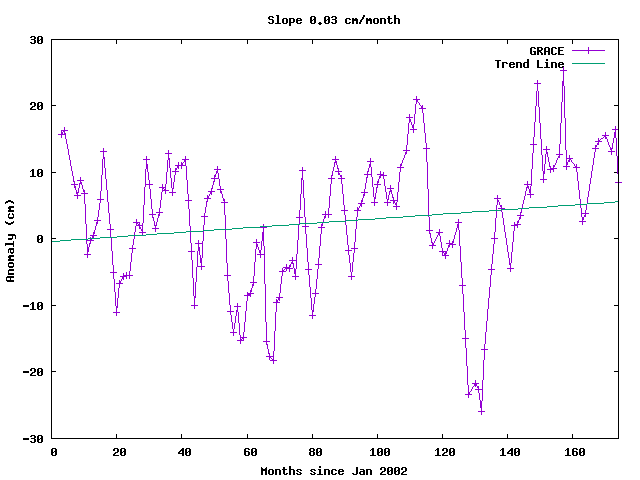 Slope 0.03 cm/month
30
GRACE
Trend Line
20
10
0
-10
-20
-30
Anomaly (cm)
0 20 40 60 80 100 120 140 160
Months since Jan 2002